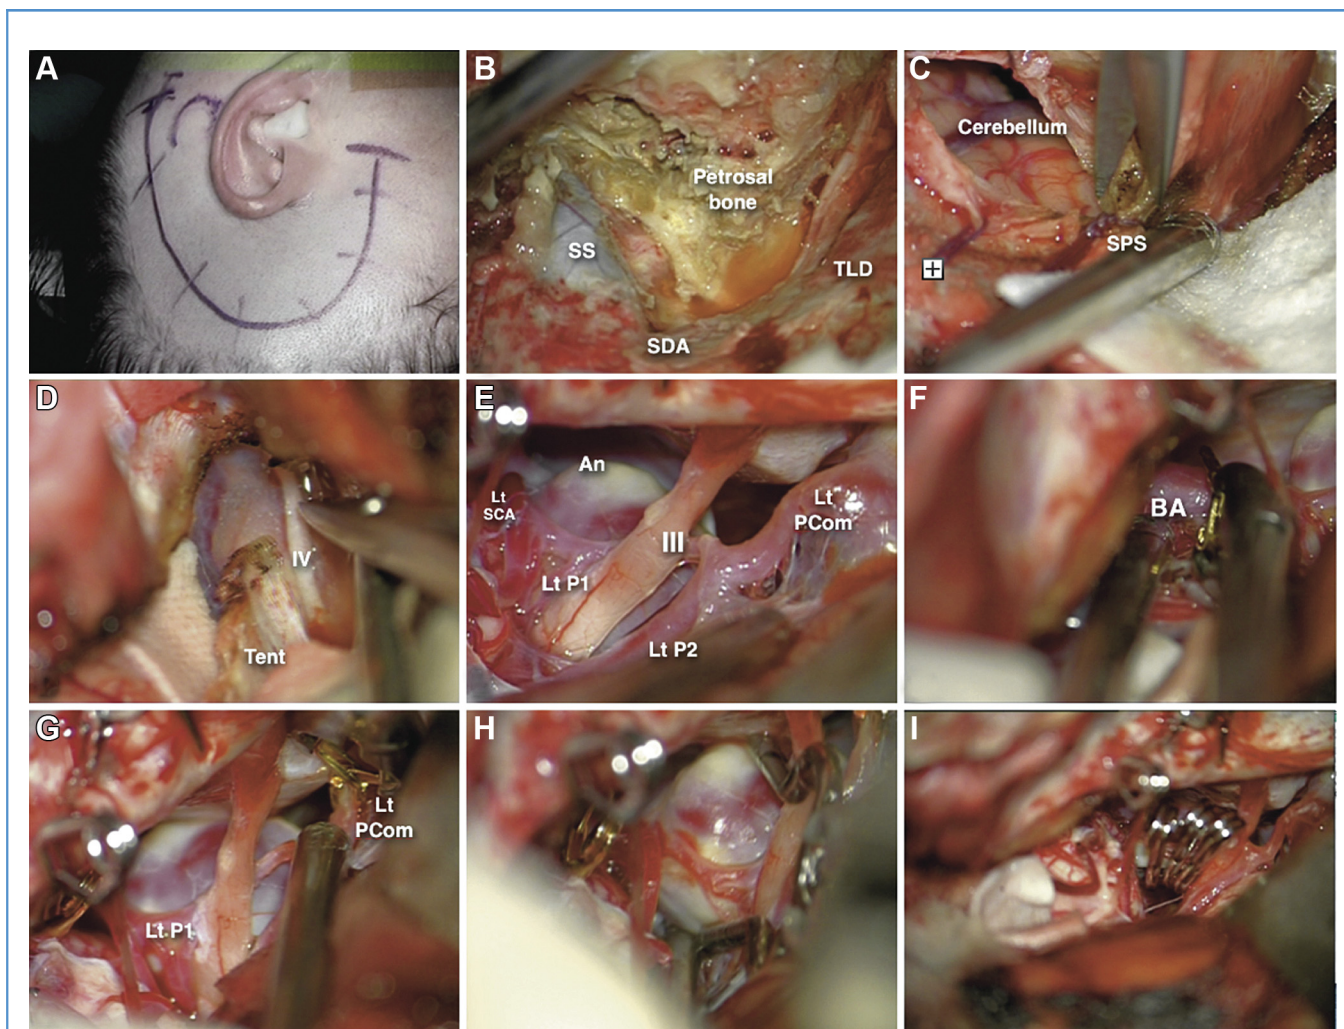 A
B
Petrosal
bone
SS
TLD
SDA
C
Cerebellum
SPS
D
IV
Tent
E
An
Lt
SCA
Lt
PCom
III
Lt P1
Lt P2
F
BA
G
Lt
PCom
Lt P1
H
I